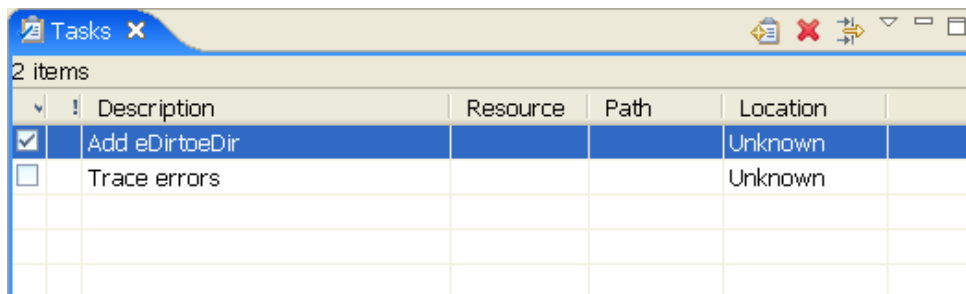 Tasks
2 items
! Description Resource Path Location
Add eDirtoeDir Unknown
Trace errors Unknown